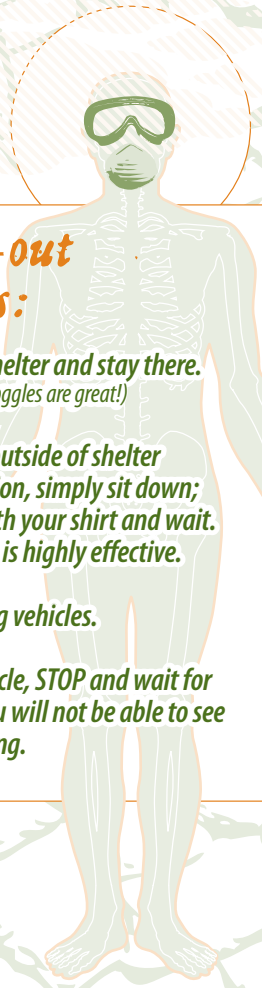 -out
s:
helter and stay there.
oggles are great!)
utside of shelter
on, simply sit down;
th your shirt and wait.
is highly effective.
g vehicles.
cle, STOP and wait for
u will not be able to see
ng.